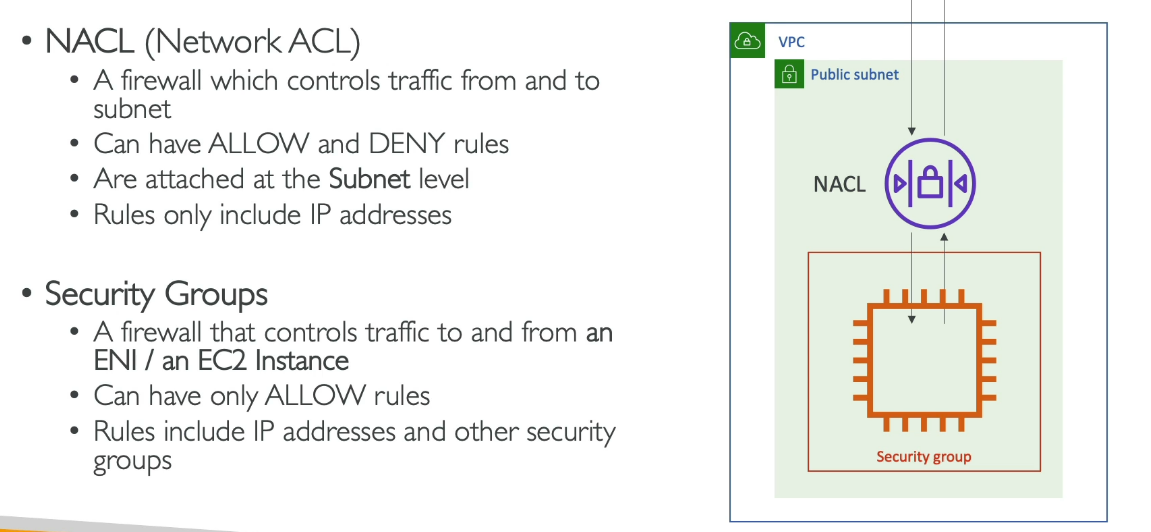 • NACL (Network ACL)
• A firewall which controls traffic from and to
subnet
• Can have ALLOW and DENY rules
• Are attached at the Subnet level
• Rules only include IP addresses
• Security Groups
• A firewall that controls traffic to and from an
ENI / an EC2 Instance
• Can have only ALLOW rules
• Rules include IP addresses and other security
groups
VPC
Public subnet
NACL
Security group